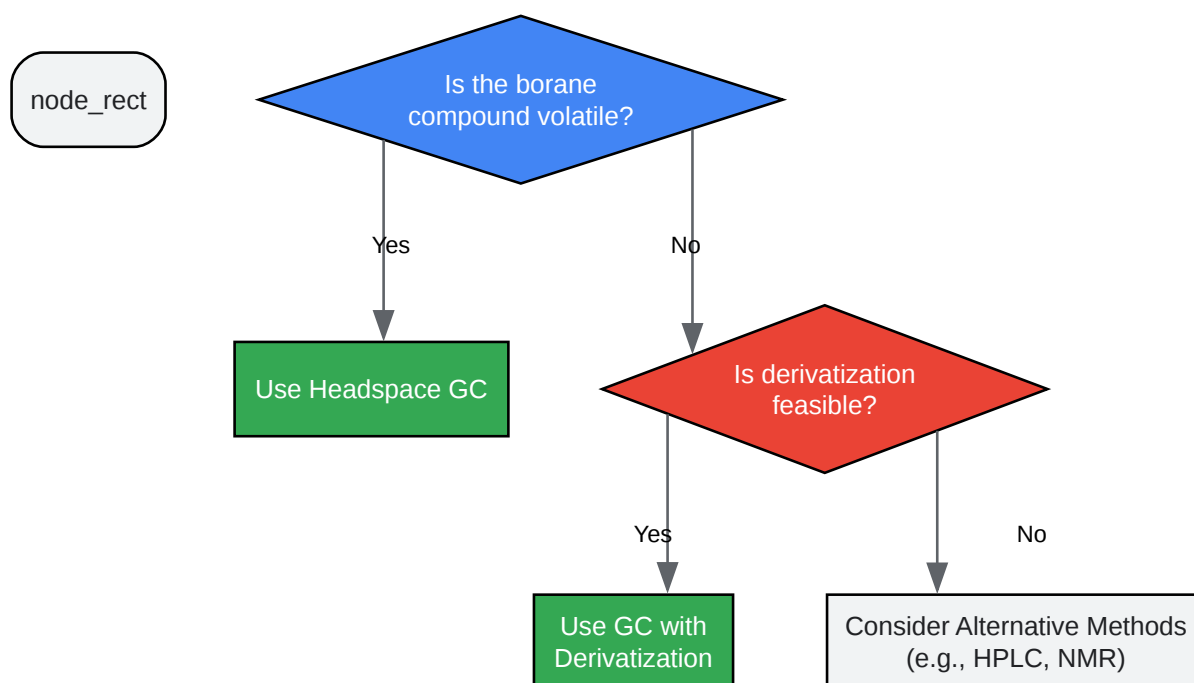 node_rect
Is the borane
compound volatile?
Yes
No
Use Headspace GC
Is derivatization
feasible?
Yes
No
Use GC with
Derivatization
Consider Alternative Methods
(e.g., HPLC, NMR)